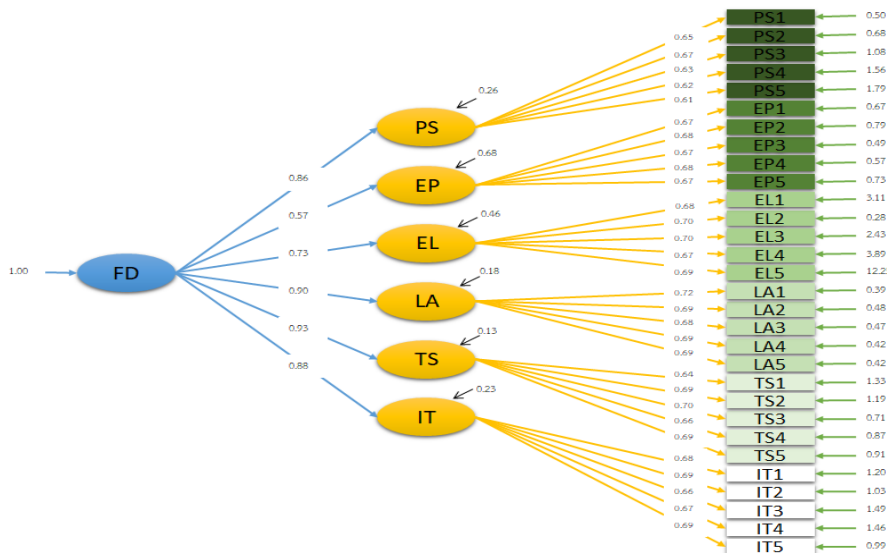 1.00
FD
0.86
0.57
0.73
0.90
0.93
0.88
PS
0.26
EP
0.68
EL
0.46
LA
0.18
TS
0.13
IT
0.23
0.65
0.67
0.63
0.62
0.61
0.67
0.68
0.67
0.68
0.67
0.68
0.70
0.70
0.67
0.69
0.72
0.69
0.68
0.69
0.69
0.64
0.69
0.70
0.66
0.69
0.68
0.69
0.66
0.67
0.69
PS1 0.50
PS2 0.68
PS3 1.08
PS4 1.56
PS5 1.79
EP1 0.67
EP2 0.79
EP3 0.49
EP4 0.57
EP5 0.73
EL1 3.11
EL2 0.28
EL3 2.43
EL4 3.89
EL5 12.22
LA1 0.39
LA2 0.48
LA3 0.47
LA4 0.42
LA5 0.42
TS1 1.33
TS2 1.19
TS3 0.71
TS4 0.87
TS5 0.91
IT1 1.20
IT2 1.03
IT3 1.49
IT4 1.46
IT5 0.99